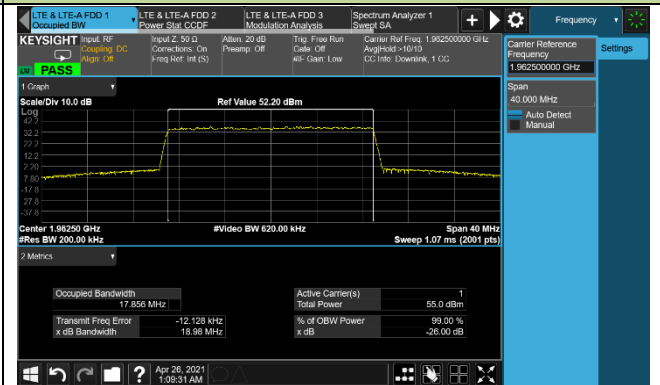 LTE & LTE-A FDD 1
Occupied BW
LTE & LTE-A FDD 2
Power Stat CCDF
LTE & LTE-A FDD 3
Modulation Analysis
Spectrum Analyzer 1
Swept SA
Frequency
KEYSIGHT
Input: RF
Coupling: DC
Align: Off
Input Z: 50 Ω
Corrections: On
Freq Ref: Int (S)
Atten: 20 dB
Preamp: Off
Trig: Free Run
Gate: Off
#IF Gain: Low
Carrier Ref Freq: 1.962500000 GHz
Avg|Hold:>10/10
CC Info: Downlink, 1 CC
PASS
Carrier Reference Frequency
1.962500000 GHz
Settings
Span
40.000 MHz
Auto Detect
Manual
1 Graph
Scale/Div 10.0 dB
Ref Value 52.20 dBm
Log
42.2
32.2
22.2
12.2
2.20
-7.80
-17.8
-27.8
-37.8
Center 1.96250 GHz
#Video BW 620.00 kHz
Span 40 MHz
#Res BW 200.00 kHz
Sweep 1.07 ms (2001 pts)
2 Metrics
Occupied Bandwidth
17.856 MHz
Active Carrier(s) 1
Total Power 55.0 dBm
Transmit Freq Error -12.128 kHz
x dB Bandwidth 18.98 MHz
% of OBW Power 99.00 %
x dB -26.00 dB
Apr 26, 2021
1:09:31 AM